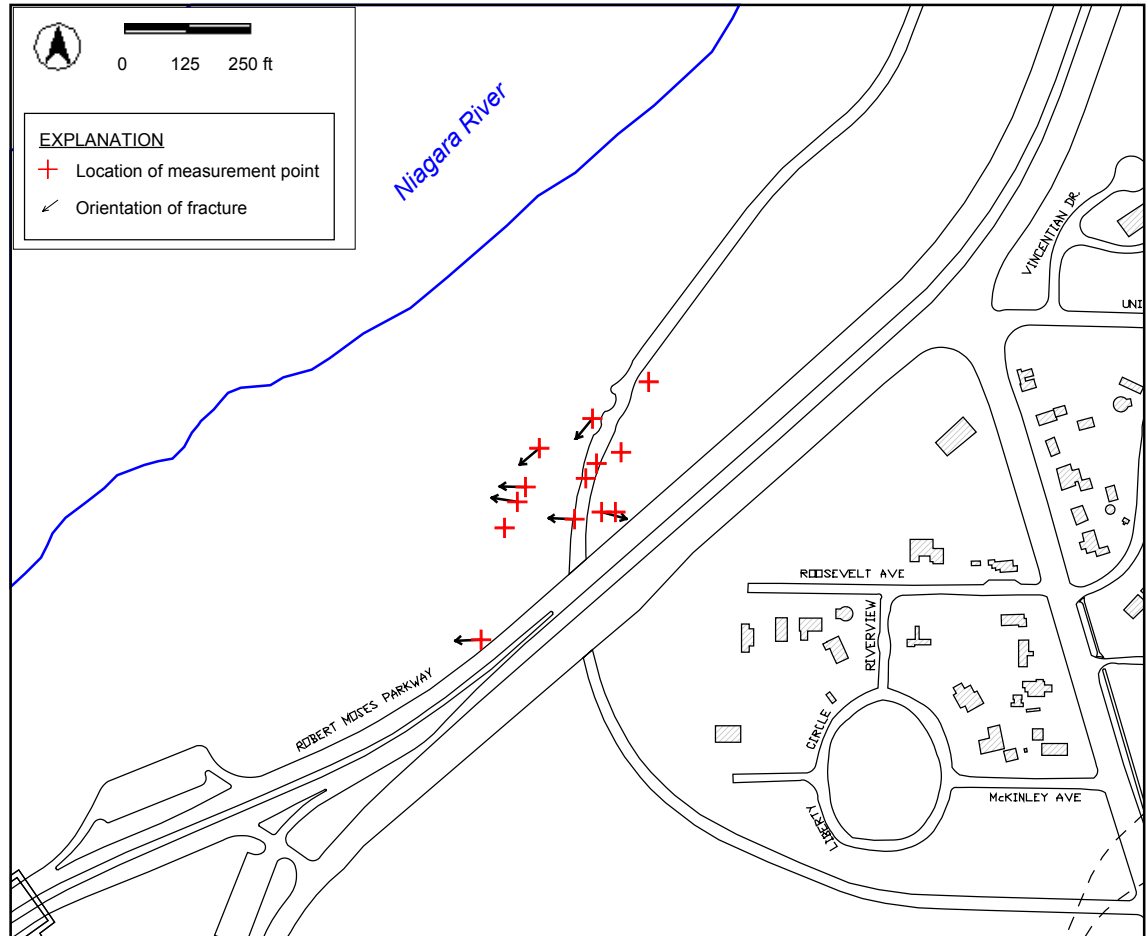 0 125 250 ft
EXPLANATION
Location of measurement point
Orientation of fracture
Niagara River
VINCENTIAN DR.
UNI
ROOSEVELT AVE
RIVERVIEW
CIRCLE
LIBERTY
McKINLEY AVE
ROBERT MOSES PARKWAY